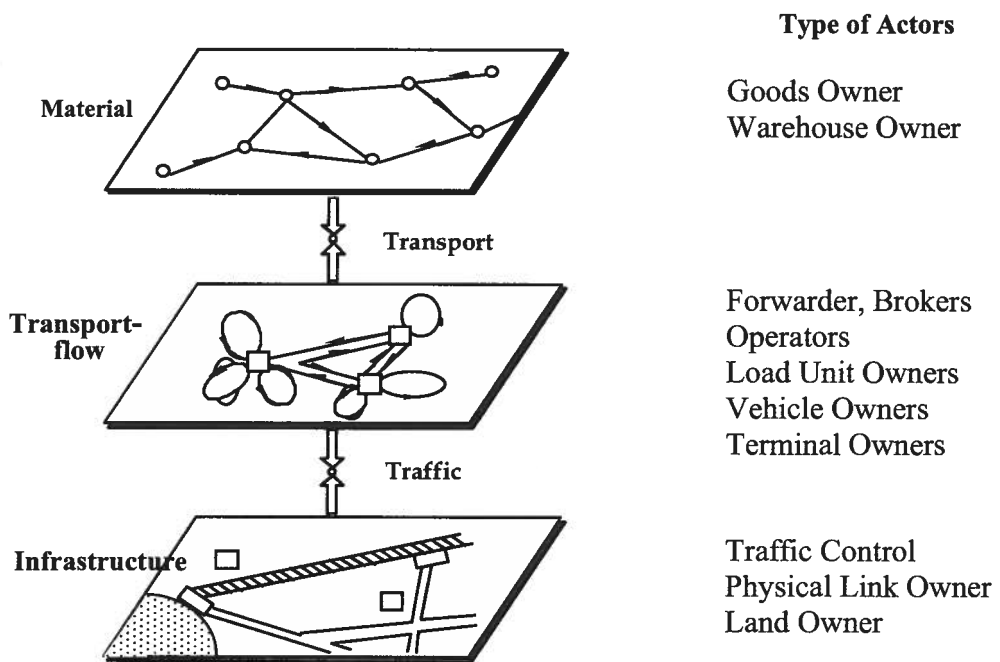 Type of Actors
Material
Goods Owner
Warehouse Owner
Transport
Transport-
flow
Forwarder, Brokers
Operators
Load Unit Owners
Vehicle Owners
Terminal Owners
Traffic
Infrastructure
Traffic Control
Physical Link Owner
Land Owner